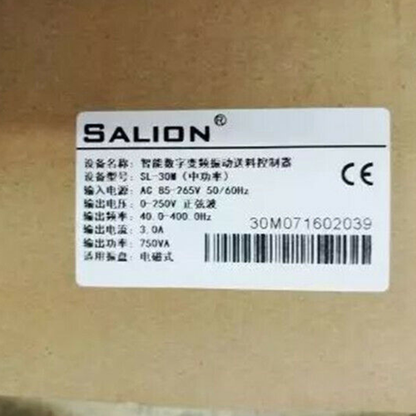 SALION®
设备名称: 智能数字变频振动送料控制器
设备型号: SL-30M (中功率)
输入电源: AC 85-265V 50/60Hz
输出电压: 0-250V 正弦波
输出频率: 40.0-400.0Hz
输出电流: 3.0A
输出功率: 750VA
适用振盘: 电磁式
CE
30M071602039